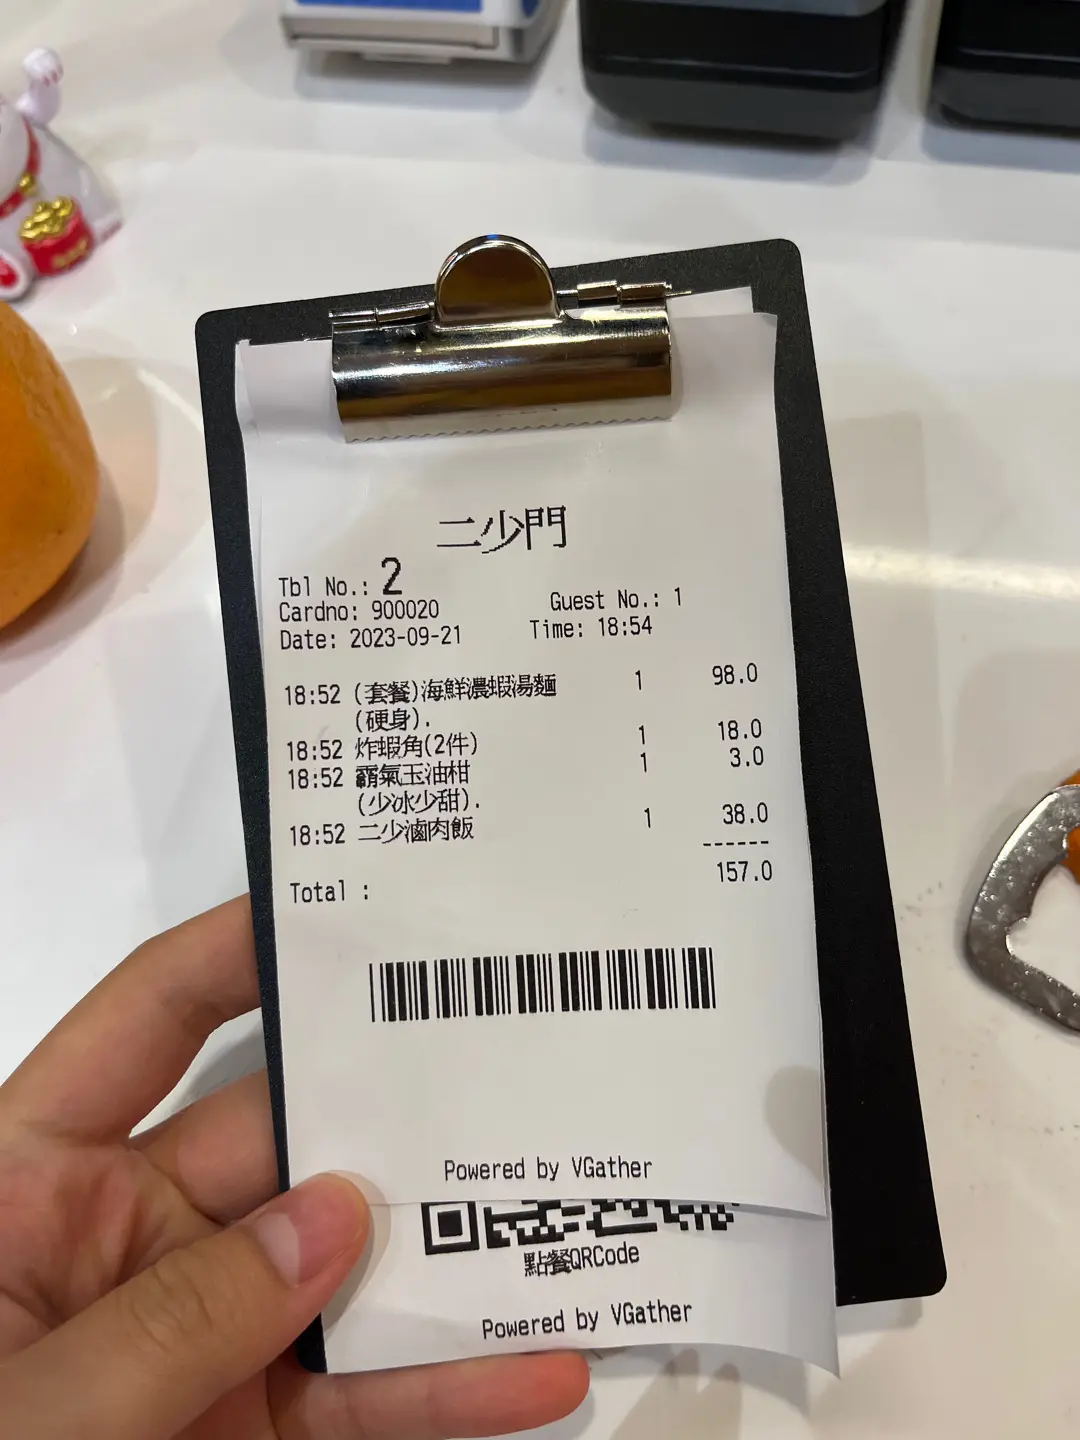 二少門
Tbl No.: 2
Cardno: 900020 Guest No.: 1
Date: 2023-09-21 Time: 18:54
18:52 (套餐)海鮮濃蝦湯麵 1 98.0
(硬身).
18:52 炸蝦角(2件) 1 18.0
18:52 霸氣玉油柑 1 3.0
(少冰少甜).
18:52 二少滷肉飯 1 38.0
------
Total : 157.0
Powered by VGather
點餐QRCode
Powered by VGather